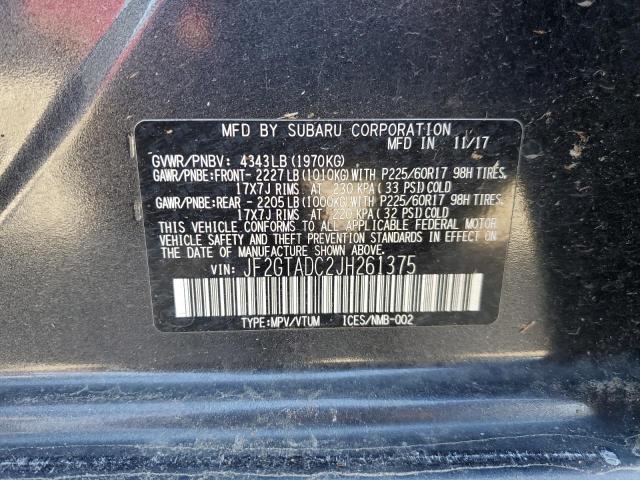 MFD BY SUBARU CORPORATION
MFD IN 11/17
GVWR/PNBV: 4343LB(1970KG)
GAWR/PNBE:FRONT- 2227LB(1010KG)WITH P225/60R17 98H TIRES,
17X7J RIMS AT 230 KPA(33 PSI)COLD
GAWR/PNBE:REAR - 2205LB(1000KG)WITH P225/60R17 98H TIRES,
17X7J RIMS AT 220 KPA(32 PSI)COLD
THIS VEHICLE CONFORMS TO ALL APPLICABLE FEDERAL MOTOR
VEHICLE SAFETY AND THEFT PREVENTION STANDARDS IN EFFECT ON
THE DATE OF MANUFACTURE SHOWN ABOVE.
VIN: JF2GTADC2JH261375
TYPE:MPV/VTUM ICES/NMB-002